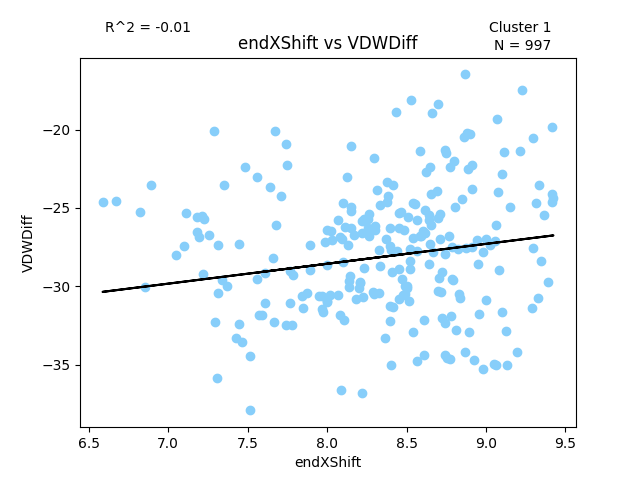 R^2 = -0.01
Cluster 1
N = 997
endXShift vs VDWDiff
VDWDiff
−20
−25
−30
−35
6.5 7.0 7.5 8.0 8.5 9.0 9.5
endXShift